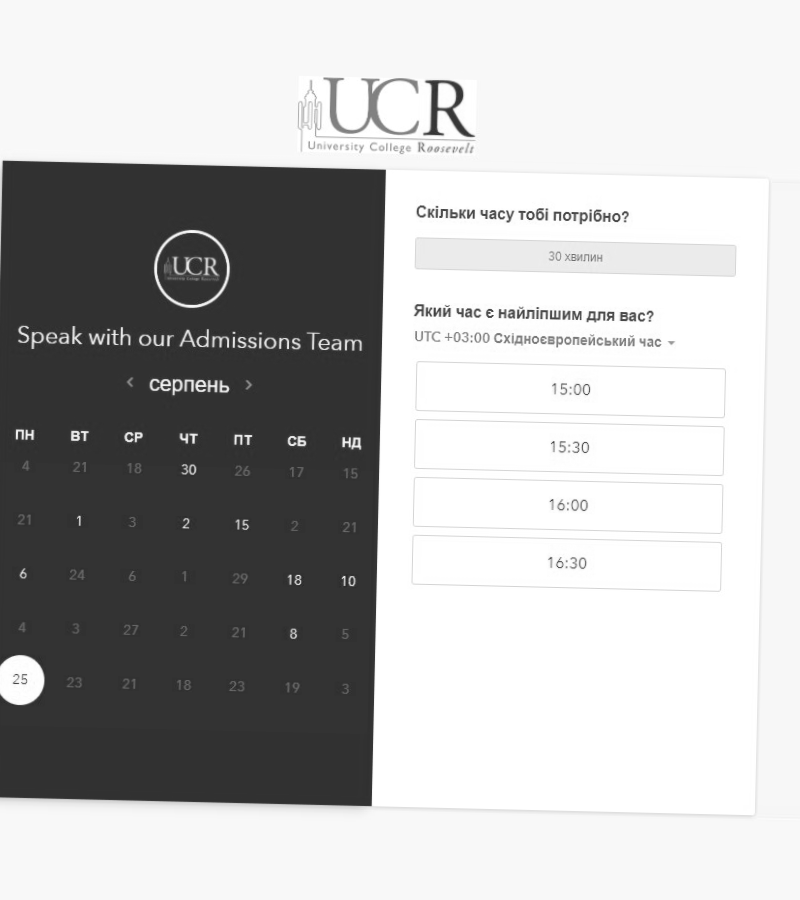 UCR
University College Roosevelt
UCR
University College Roosevelt
Speak with our Admissions Team
серпень
ПН ВТ СР ЧТ ПТ СБ НД
4 21 18 30 26 17 15
21 1 3 2 15 2 21
6 24 6 1 29 18 10
4 3 27 2 21 8 5
25 23 21 18 23 19 3
Скільки часу тобі потрібно?
30 хвилин
Який час є найліпшим для вас?
UTC +03:00 Східноєвропейський час
15:00
15:30
16:00
16:30